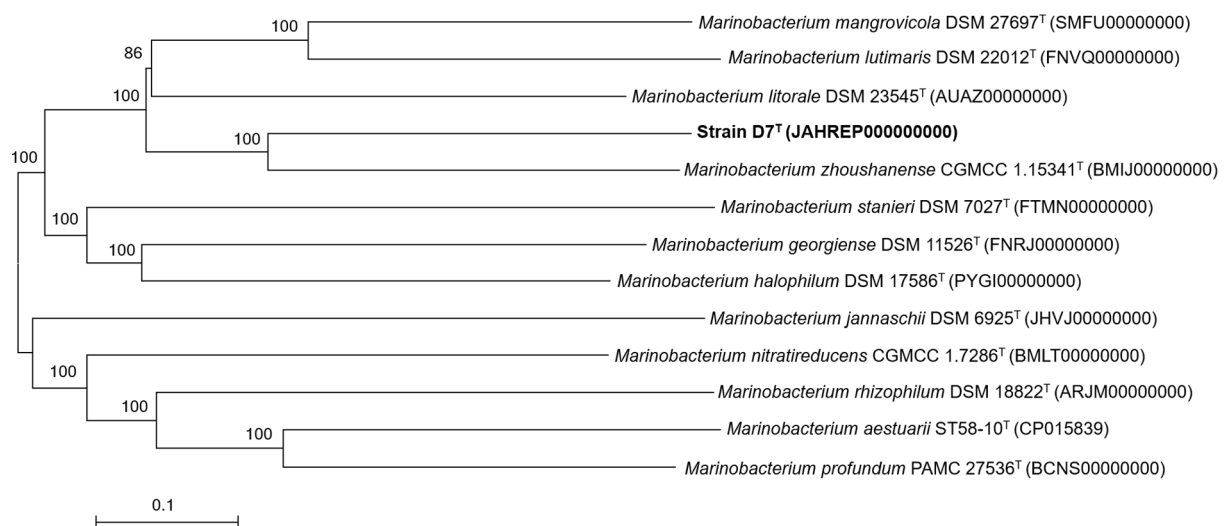 100 Marinobacterium mangrovicola DSM 27697ᵀ (SMFU00000000)
86 Marinobacterium lutimaris DSM 22012ᵀ (FNVQ00000000)
100 Marinobacterium litorale DSM 23545ᵀ (AUAZ00000000)
100 Strain D7ᵀ (JAHREP000000000)
100 Marinobacterium zhoushanense CGMCC 1.15341ᵀ (BMIJ00000000)
100 Marinobacterium stanieri DSM 7027ᵀ (FTMN00000000)
100 Marinobacterium georgiense DSM 11526ᵀ (FNRJ00000000)
Marinobacterium halophilum DSM 17586ᵀ (PYGI00000000)
Marinobacterium jannaschii DSM 6925ᵀ (JHVJ00000000)
100 Marinobacterium nitratireducens CGMCC 1.7286ᵀ (BMLT00000000)
100 Marinobacterium rhizophilum DSM 18822ᵀ (ARJM00000000)
100 Marinobacterium aestuarii ST58-10ᵀ (CP015839)
Marinobacterium profundum PAMC 27536ᵀ (BCNS00000000)
0.1